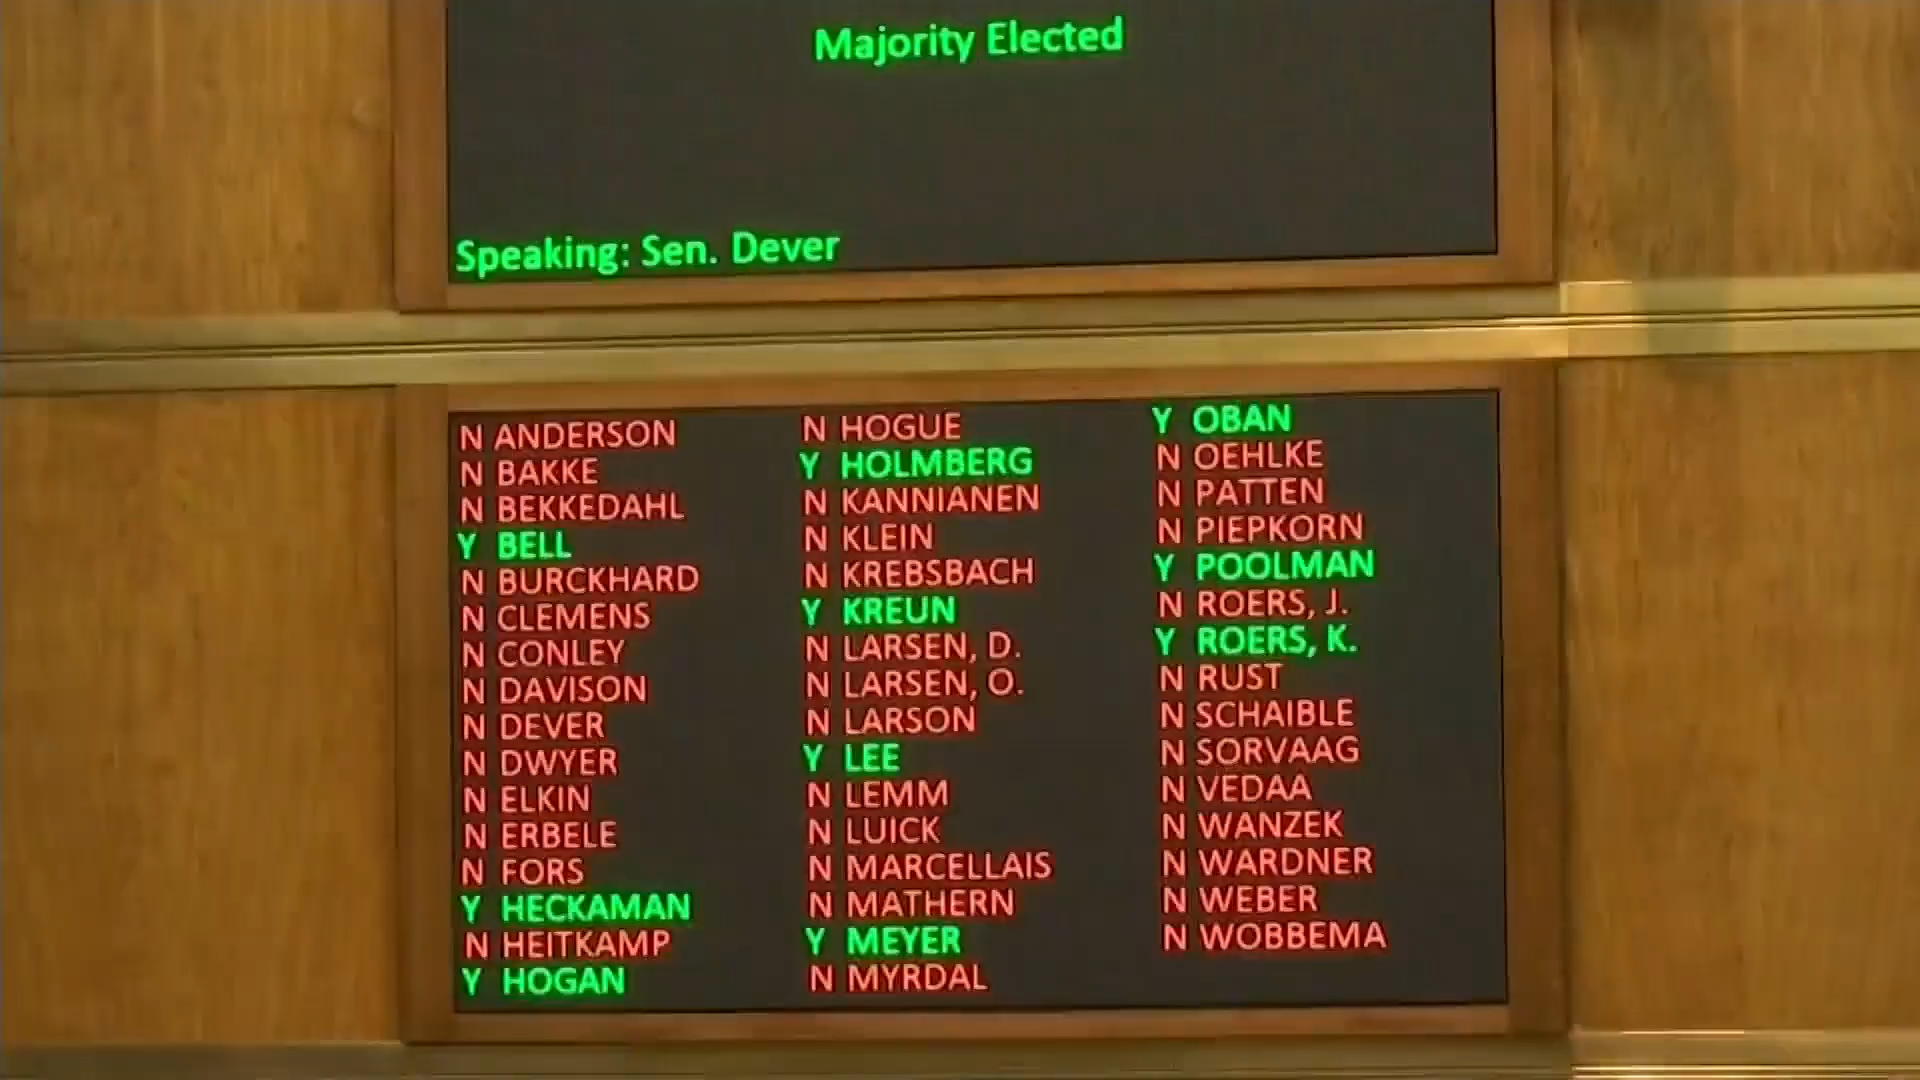 Majority Elected
Speaking: Sen. Dever
N ANDERSON
N BAKKE
N BEKKEDAHL
Y BELL
N BURCKHARD
N CLEMENS
N CONLEY
N DAVISON
N DEVER
N DWYER
N ELKIN
N ERBELE
N FORS
Y HECKAMAN
N HEITKAMP
Y HOGAN
N HOGUE
Y HOLMBERG
N KANNIANEN
N KLEIN
N KREBSBACH
Y KREUN
N LARSEN, D.
N LARSEN, O.
N LARSON
Y LEE
N LEMM
N LUICK
N MARCELLAIS
N MATHERN
Y MEYER
N MYRDAL
Y OBAN
N OEHLKE
N PATTEN
N PIEPKORN
Y POOLMAN
N ROERS, J.
Y ROERS, K.
N RUST
N SCHAIBLE
N SORVAAG
N VEDAA
N WANZEK
N WARDNER
N WEBER
N WOBBEMA